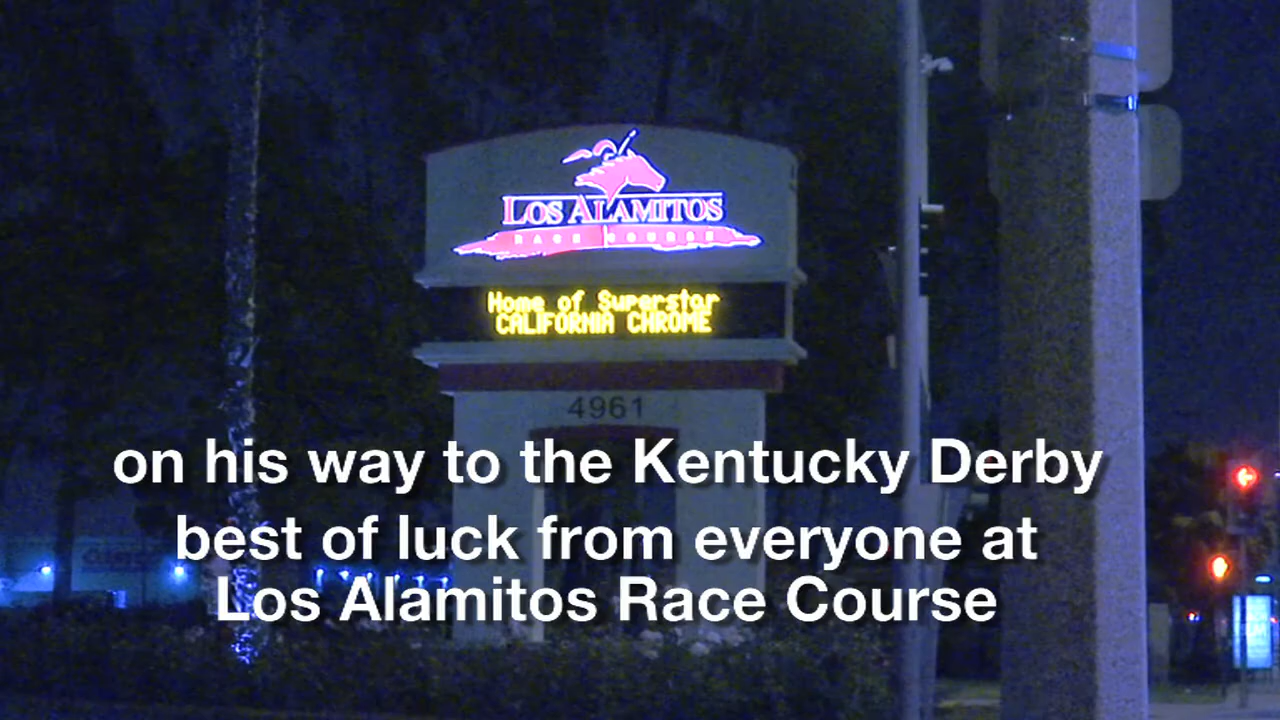 LOS ALAMITOS
RACE COURSE
Home of Superstar
CALIFORNIA CHROME
4961
on his way to the Kentucky Derby
best of luck from everyone at
Los Alamitos Race Course